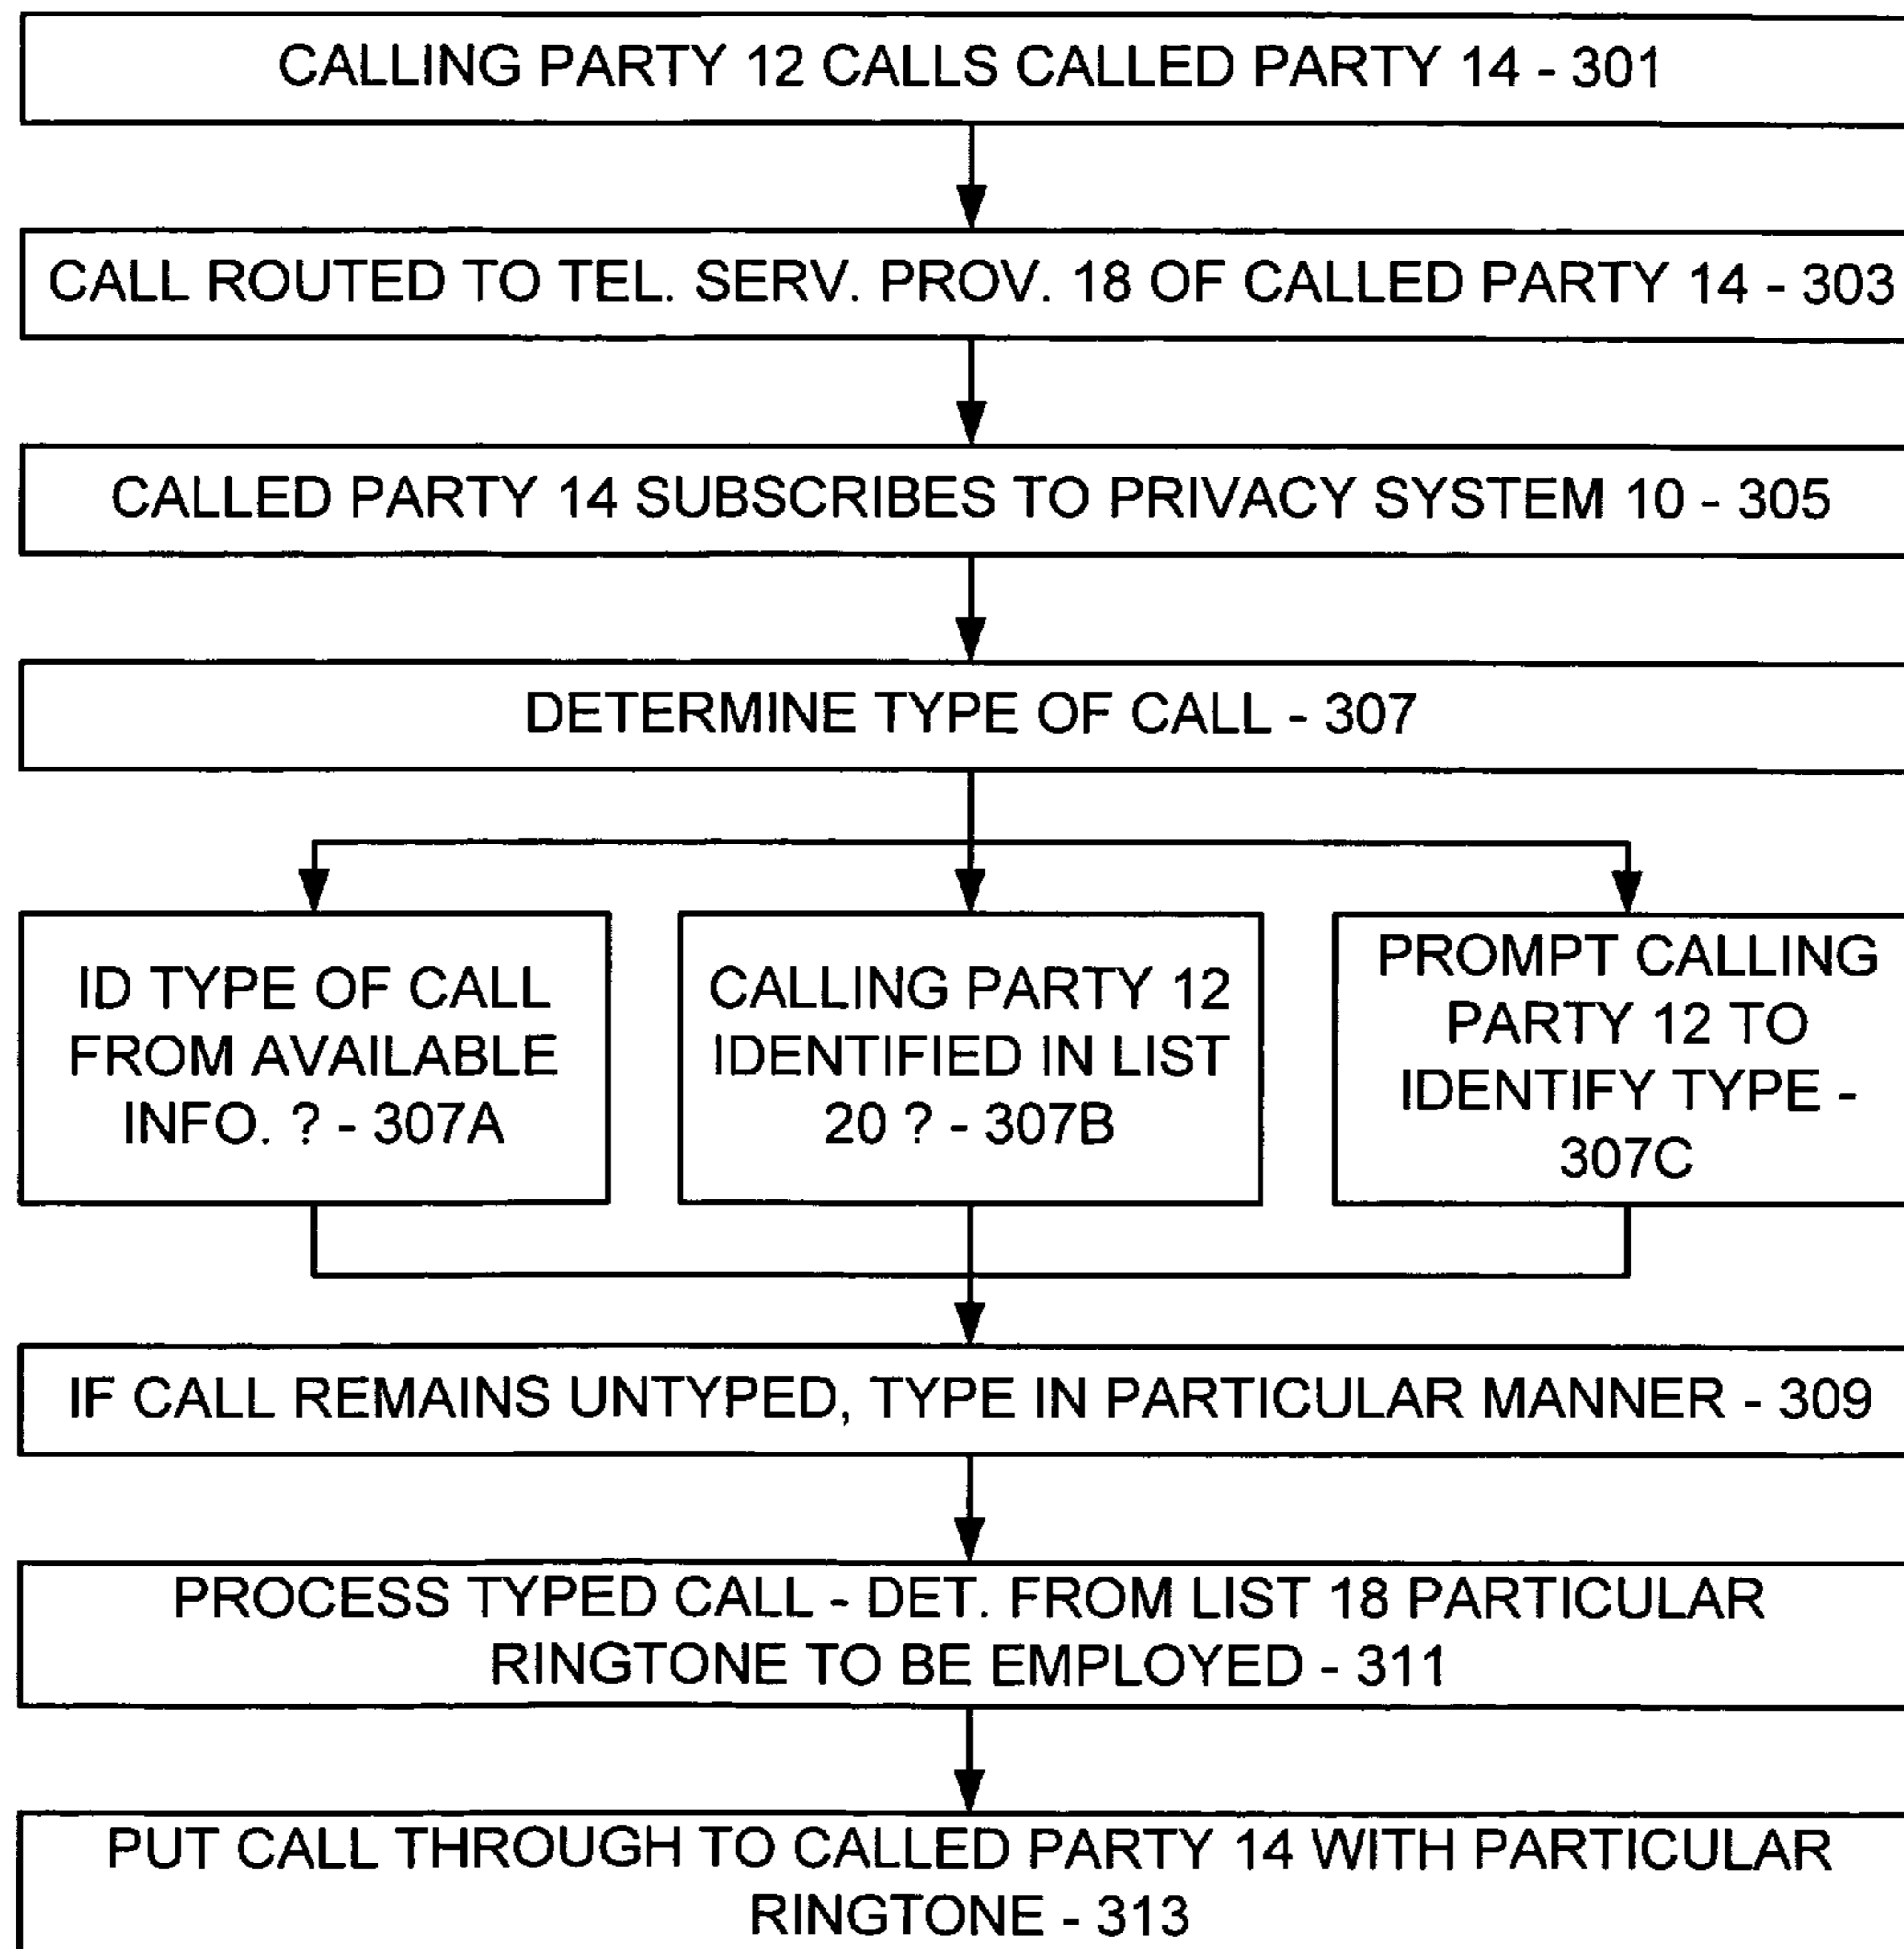 CALLING PARTY 12 CALLS CALLED PARTY 14 - 301
CALL ROUTED TO TEL. SERV. PROV. 18 OF CALLED PARTY 14 - 303
CALLED PARTY 14 SUBSCRIBES TO PRIVACY SYSTEM 10 - 305
DETERMINE TYPE OF CALL - 307
ID TYPE OF CALL
FROM AVAILABLE
INFO. ? - 307A
CALLING PARTY 12
IDENTIFIED IN LIST
20 ? - 307B
PROMPT CALLING
PARTY 12 TO
IDENTIFY TYPE -
307C
IF CALL REMAINS UNTYPED, TYPE IN PARTICULAR MANNER - 309
PROCESS TYPED CALL - DET. FROM LIST 18 PARTICULAR
RINGTONE TO BE EMPLOYED - 311
PUT CALL THROUGH TO CALLED PARTY 14 WITH PARTICULAR
RINGTONE - 313